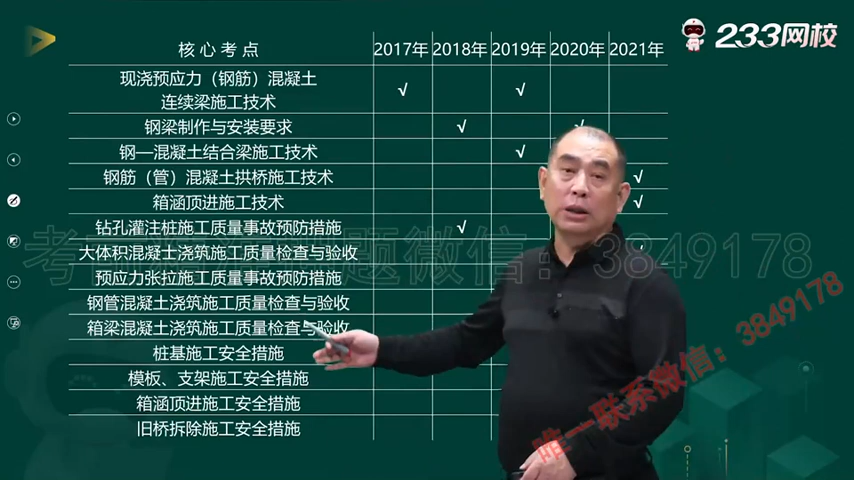 233网校
核心考点 2017年 2018年 2019年 2020年 2021年
现浇预应力（钢筋）混凝土
连续梁施工技术 √ √
钢梁制作与安装要求 √ √
钢—混凝土结合梁施工技术 √
钢筋（管）混凝土拱桥施工技术 √
箱涵顶进施工技术 √
钻孔灌注桩施工质量事故预防措施 √
大体积混凝土浇筑施工质量检查与验收 √
预应力张拉施工质量事故预防措施
钢管混凝土浇筑施工质量检查与验收
箱梁混凝土浇筑施工质量检查与验收
桩基施工安全措施
模板、支架施工安全措施
箱涵顶进施工安全措施
旧桥拆除施工安全措施
题微信：3849178
唯一联系微信：3849178